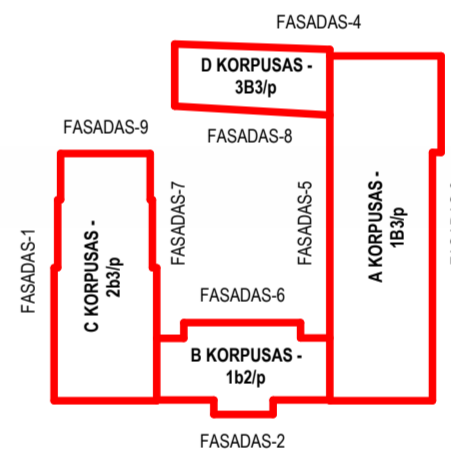 FASADAS-4
D KORPUSAS -
3B3/p
FASADAS-9
FASADAS-8
FASADAS-1
C KORPUSAS -
2b3/p
FASADAS-7
FASADAS-5
A KORPUSAS -
1B3/p
FASADAS-6
B KORPUSAS -
1b2/p
FASADAS-2